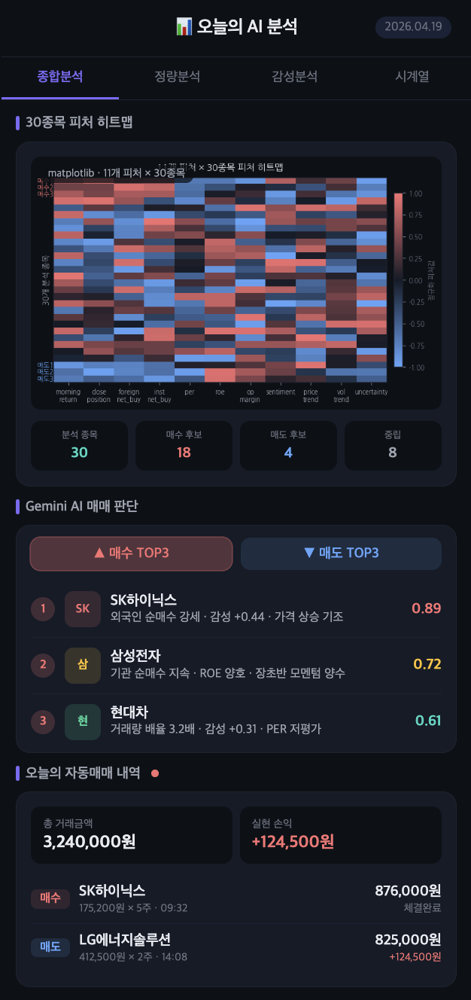 📊 오늘의 AI 분석
2026.04.19
종합분석
정량분석
감성분석
시계열
30종목 피처 히트맵
11개 피처 × 30종목 피처 히트맵
matplotlib · 11개 피처 × 30종목
매수2
매수3
30개 분석 종목
매도1
매도2
매도3
1.00
0.75
0.50
0.25
0.00
-0.25
-0.50
-0.75
-1.00
정규화 피처값
morning return
close position
foreign net_buy
inst net_buy
per
roe
op margin
sentiment
price trend
vol trend
uncertainty
분석 종목
30
매수 후보
18
매도 후보
4
중립
8
Gemini AI 매매 판단
▲ 매수 TOP3
▼ 매도 TOP3
1
SK
SK하이닉스
외국인 순매수 강세 · 감성 +0.44 · 가격 상승 기조
0.89
2
삼
삼성전자
기관 순매수 지속 · ROE 양호 · 장초반 모멘텀 양수
0.72
3
현
현대차
거래량 배율 3.2배 · 감성 +0.31 · PER 저평가
0.61
오늘의 자동매매 내역
총 거래금액
3,240,000원
실현 손익
+124,500원
매수
SK하이닉스
175,200원 × 5주 · 09:32
876,000원
체결완료
매도
LG에너지솔루션
412,500원 × 2주 · 14:08
825,000원
+124,500원